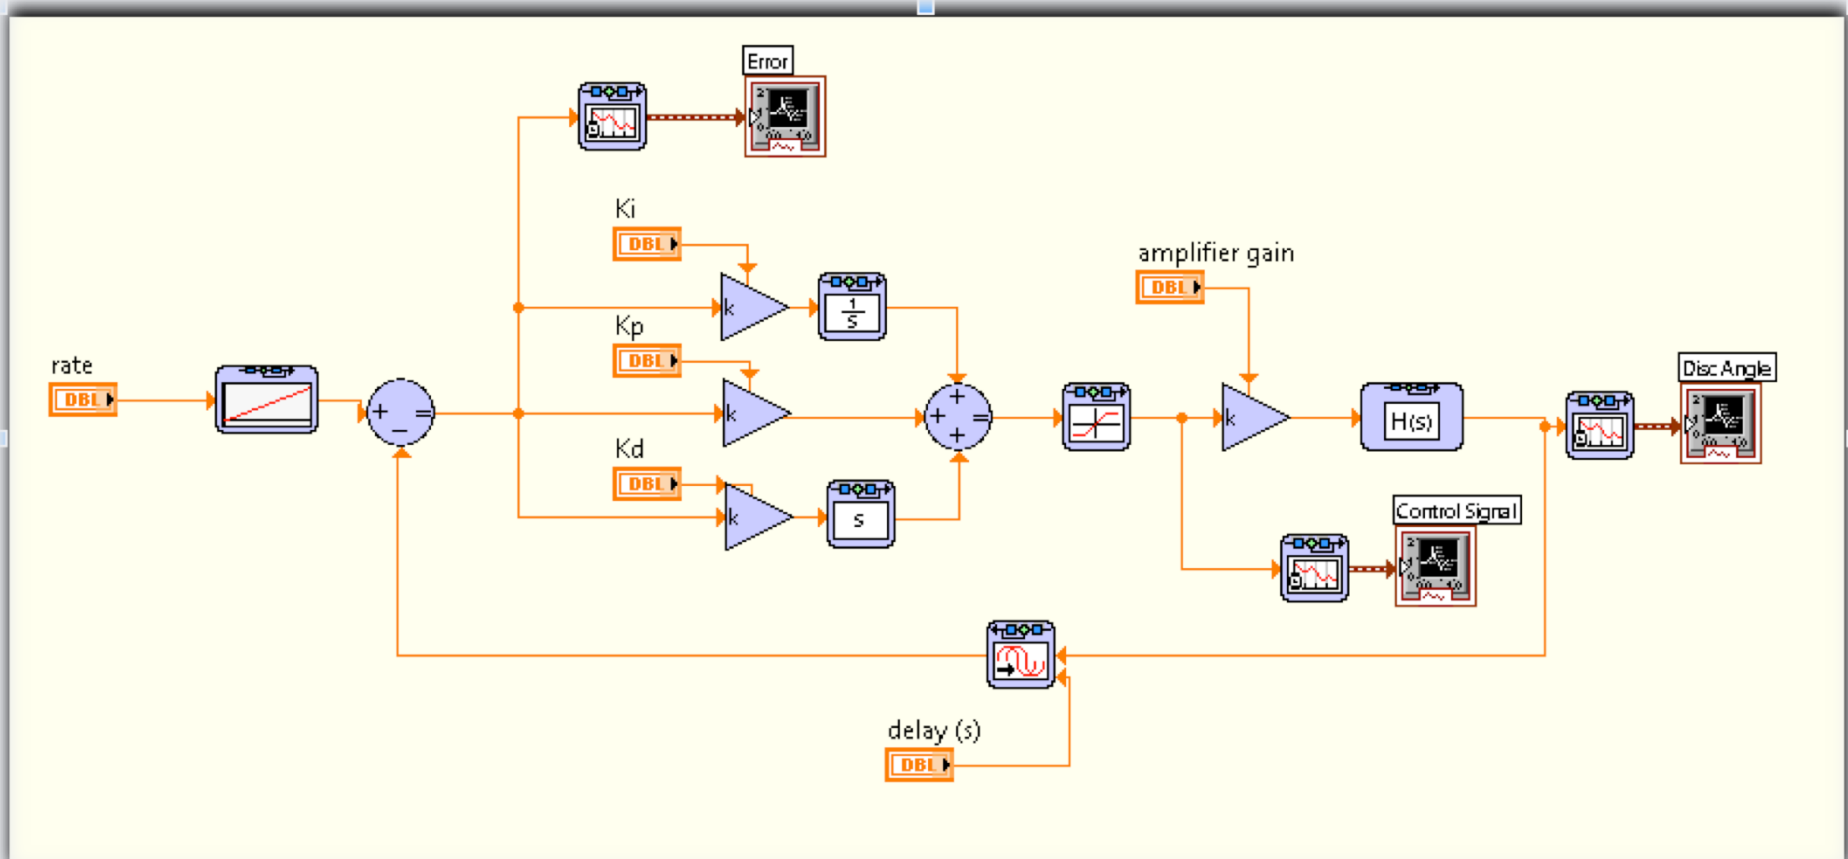 Error
Ki
DBL
amplifier gain
DBL
k
1
s
Kp
DBL
rate
DBL
k
Disc Angle
k
H(s)
Kd
DBL
k
s
Control Signal
delay (s)
DBL